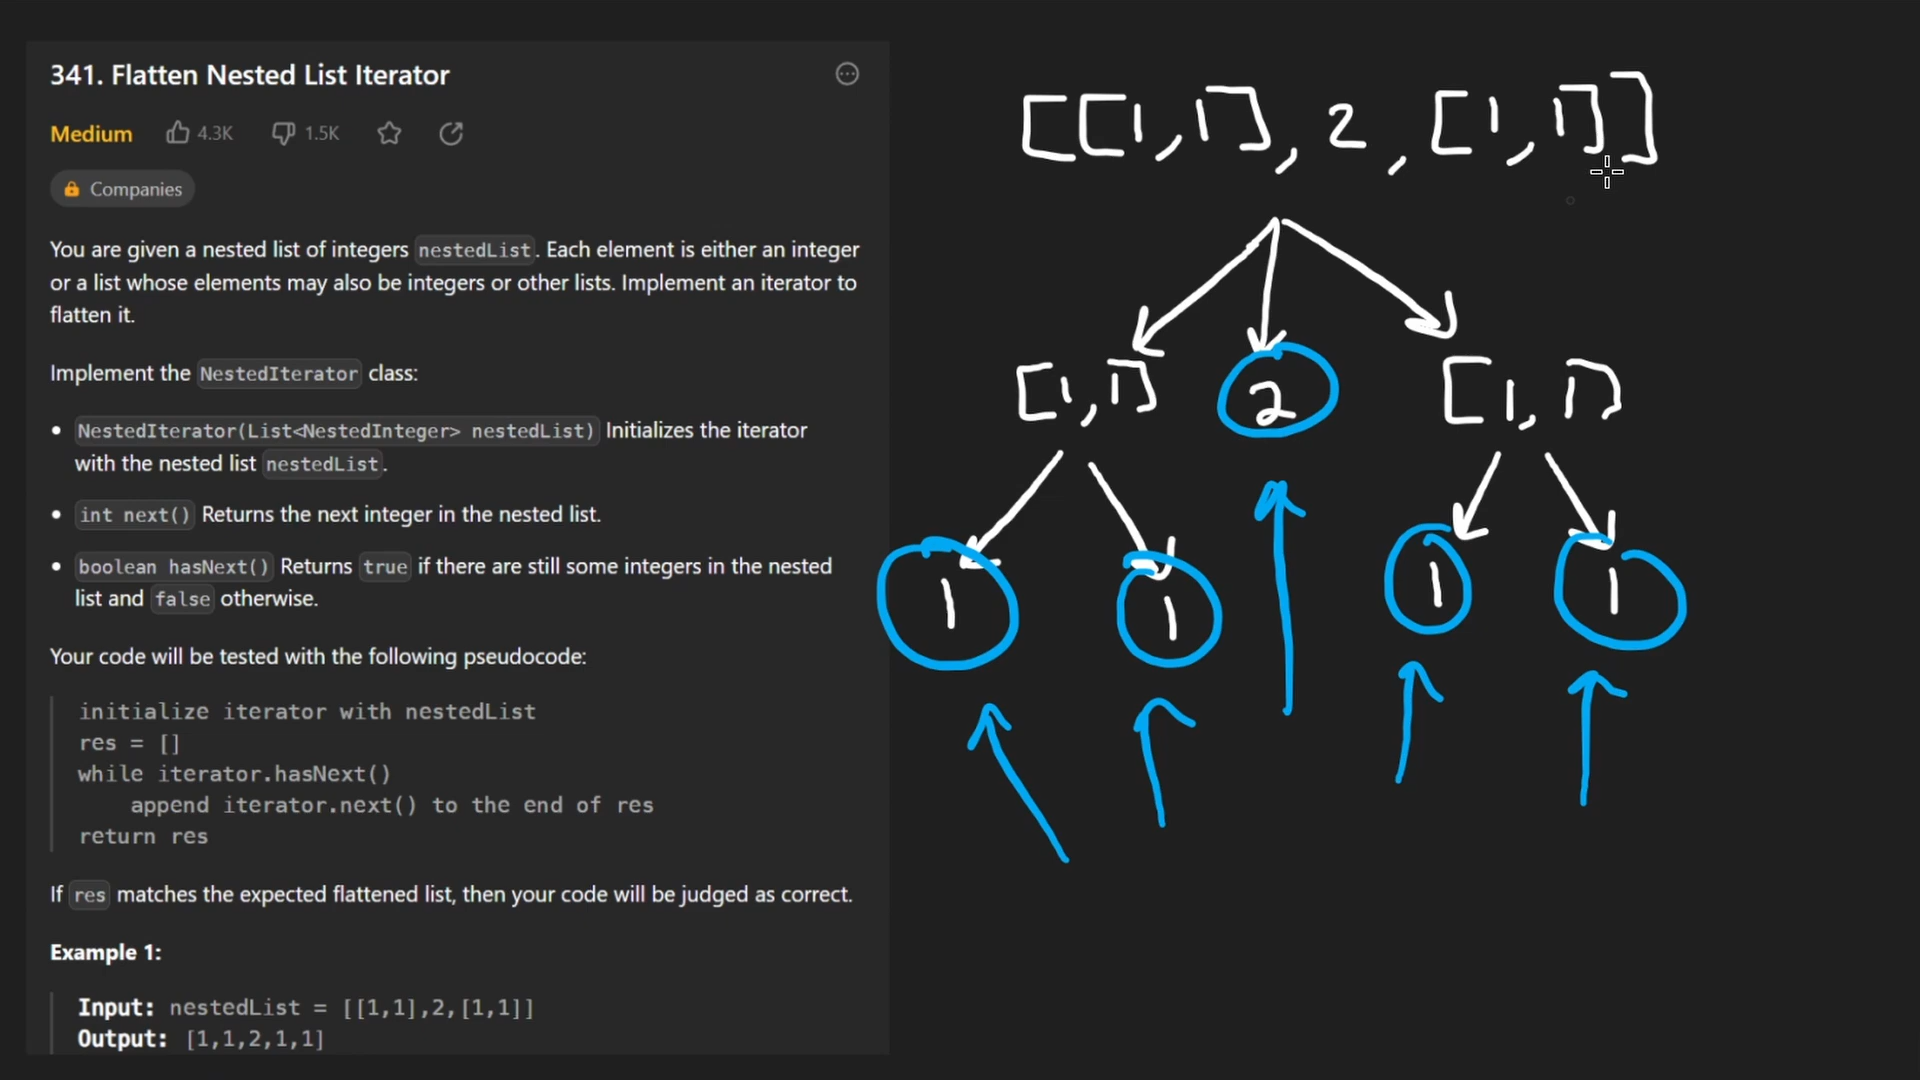 341. Flatten Nested List Iterator
Medium 4.3K 1.5K
Companies
You are given a nested list of integers nestedList. Each element is either an integer
or a list whose elements may also be integers or other lists. Implement an iterator to
flatten it.
Implement the NestedIterator class:
• NestedIterator(List<NestedInteger> nestedList) Initializes the iterator
with the nested list nestedList.
• int next() Returns the next integer in the nested list.
• boolean hasNext() Returns true if there are still some integers in the nested
list and false otherwise.
Your code will be tested with the following pseudocode:
initialize iterator with nestedList
res = []
while iterator.hasNext()
append iterator.next() to the end of res
return res
If res matches the expected flattened list, then your code will be judged as correct.
Example 1:
Input: nestedList = [[1,1],2,[1,1]]
Output: [1,1,2,1,1]
[[1,1],2,[1,1]]
[1,1] 2 [1,1]
1 1 1 1